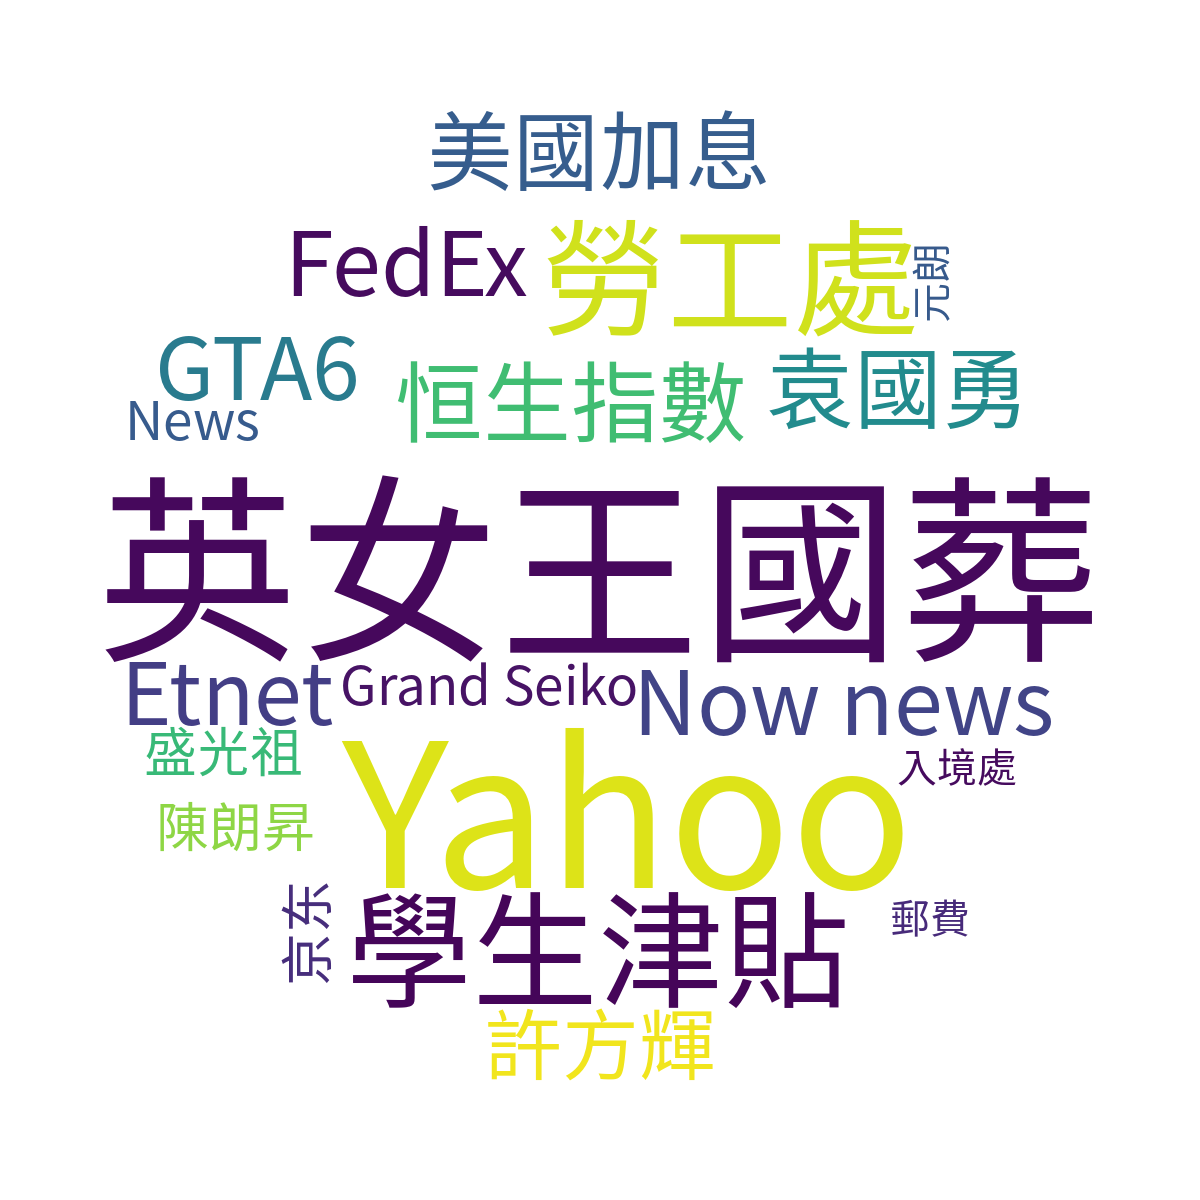 美國加息
FedEx
勞工處
元朗
GTA6
恒生指數
袁國勇
News
英女王國葬
Etnet
Grand Seiko
Now news
盛光祖
Yahoo
入境處
陳朗昇
京东
學生津貼
郵費
許方輝